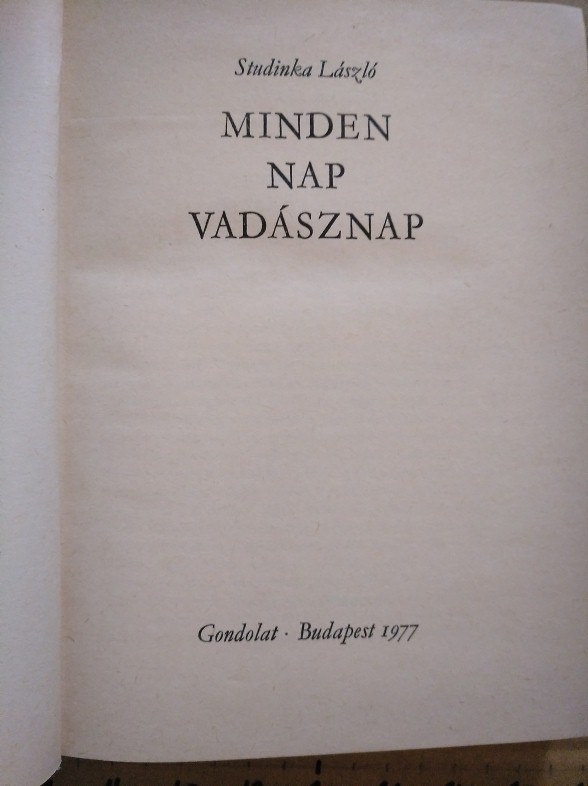 Studinka László
MINDEN
NAP
VADÁSZNAP
Gondolat · Budapest 1977